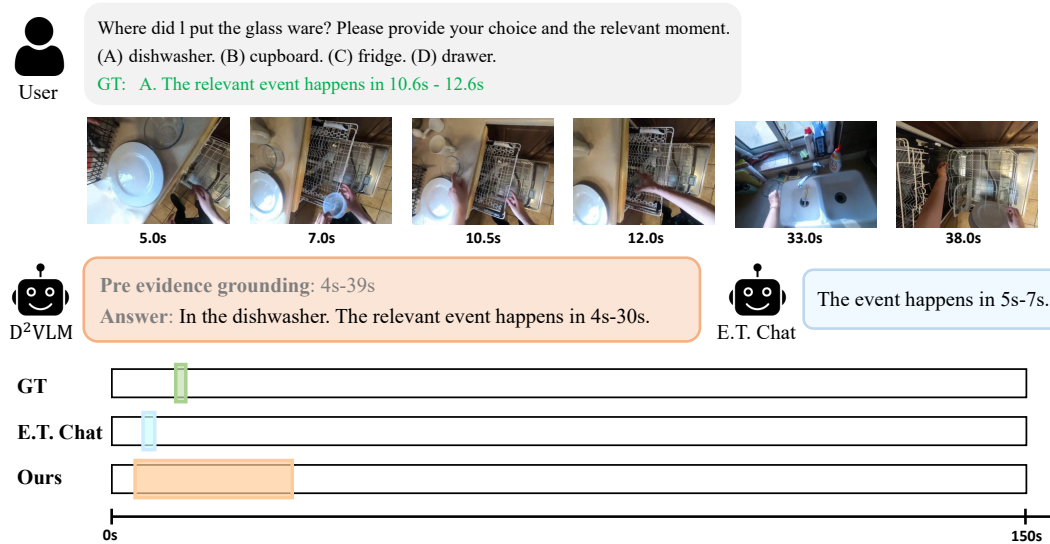 Where did l put the glass ware? Please provide your choice and the relevant moment.
(A) dishwasher. (B) cupboard. (C) fridge. (D) drawer.
GT: A. The relevant event happens in 10.6s - 12.6s
User
5.0s 7.0s 10.5s 12.0s 33.0s 38.0s
Pre evidence grounding: 4s-39s
Answer: In the dishwasher. The relevant event happens in 4s-30s.
D²VLM
The event happens in 5s-7s.
E.T. Chat
GT
E.T. Chat
Ours
0s 150s